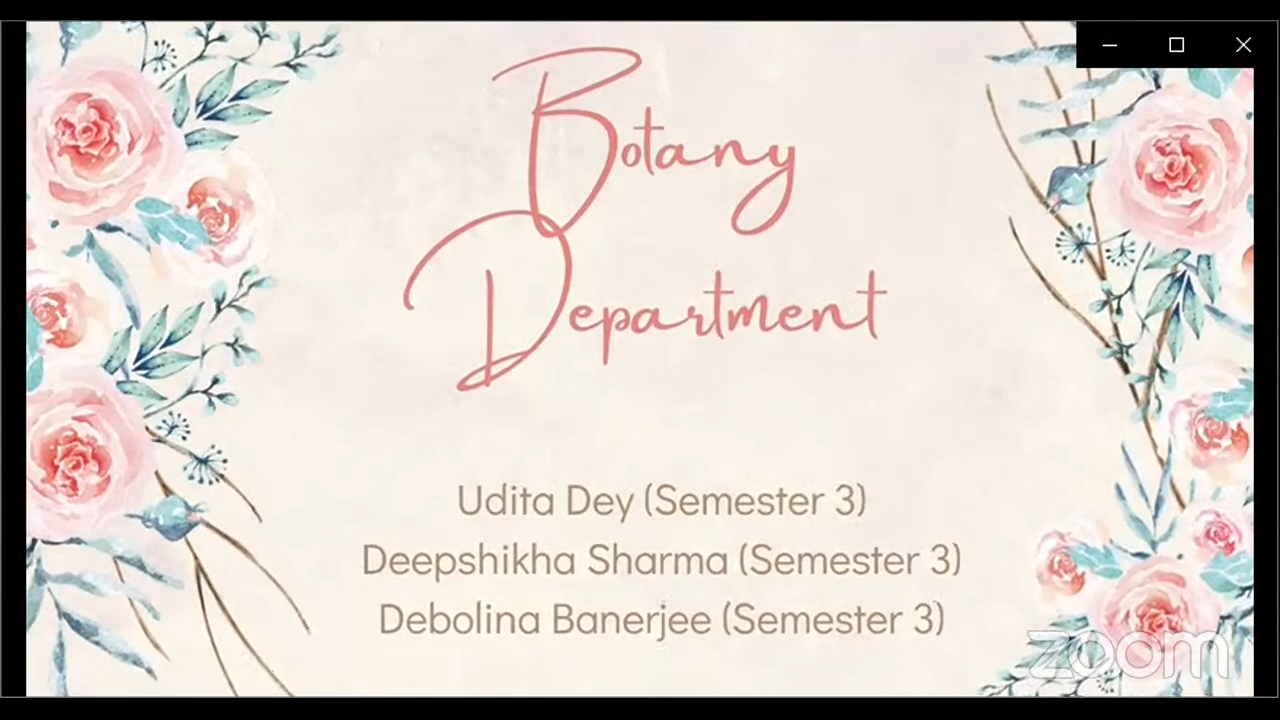 Botany
Department
Udita Dey (Semester 3)
Deepshikha Sharma (Semester 3)
Debolina Banerjee (Semester 3)
zoom